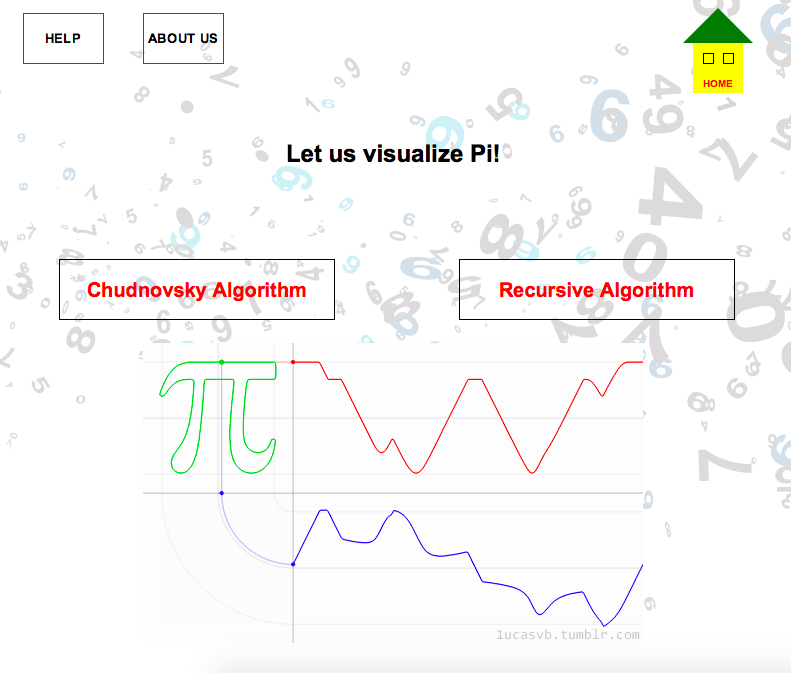 HELP
ABOUT US
HOME
Let us visualize Pi!
Chudnovsky Algorithm
Recursive Algorithm
π
1ucasvb.tumblr.com